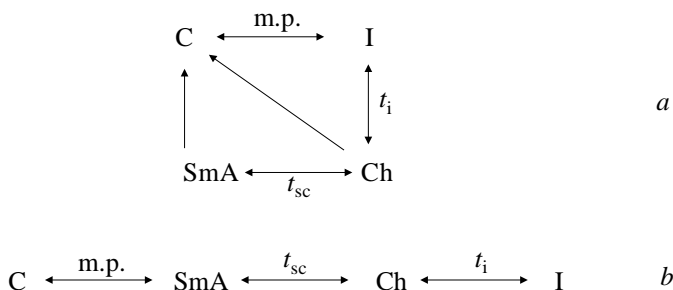 m.p.
C I
t_i a
SmA t_sc Ch
m.p. t_sc t_i
C SmA Ch I b